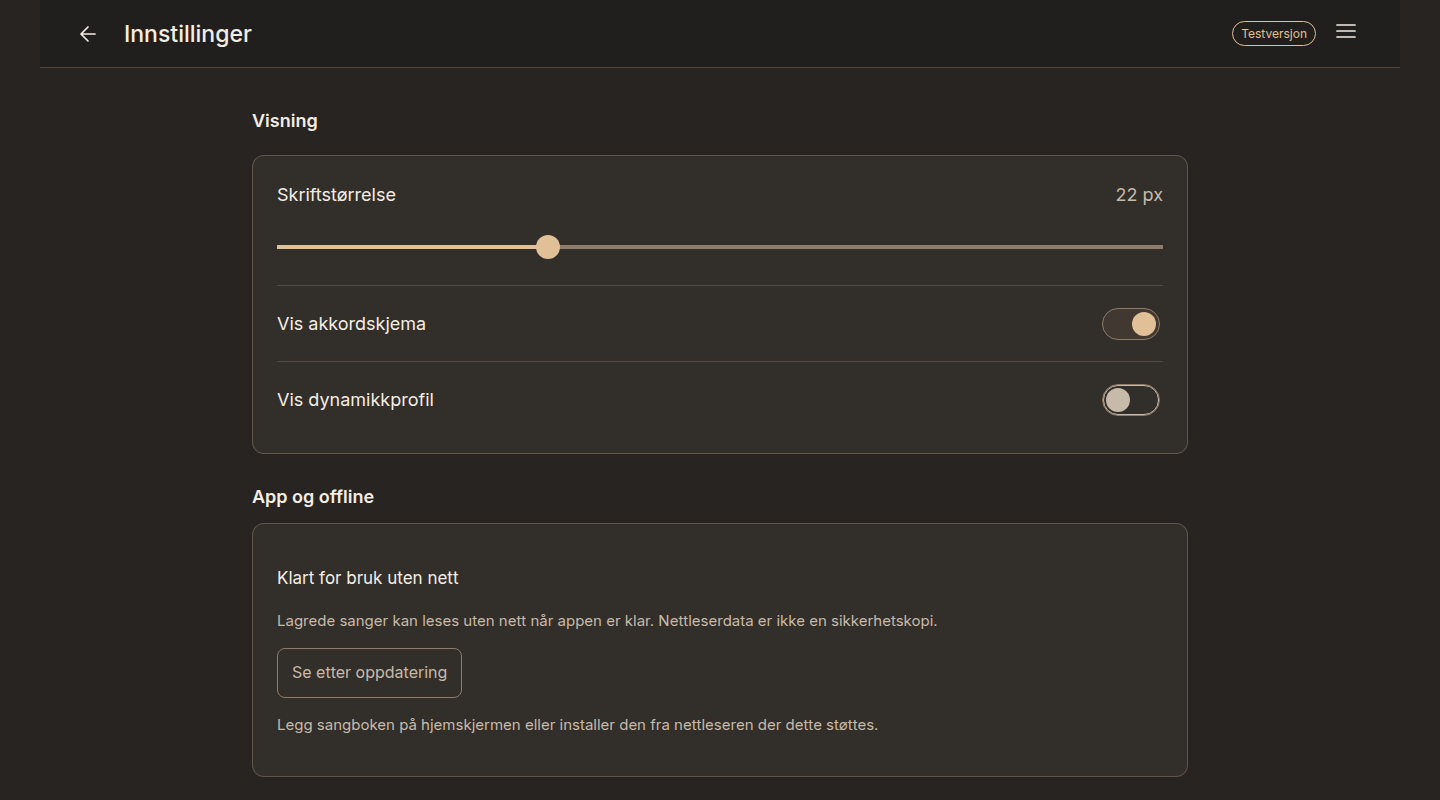 Innstillinger
Testversjon
Visning
Skriftstørrelse
22 px
Vis akkordskjema
Vis dynamikkprofil
App og offline
Klart for bruk uten nett
Lagrede sanger kan leses uten nett når appen er klar. Nettleserdata er ikke en sikkerhetskopi.
Se etter oppdatering
Legg sangboken på hjemskjermen eller installer den fra nettleseren der dette støttes.